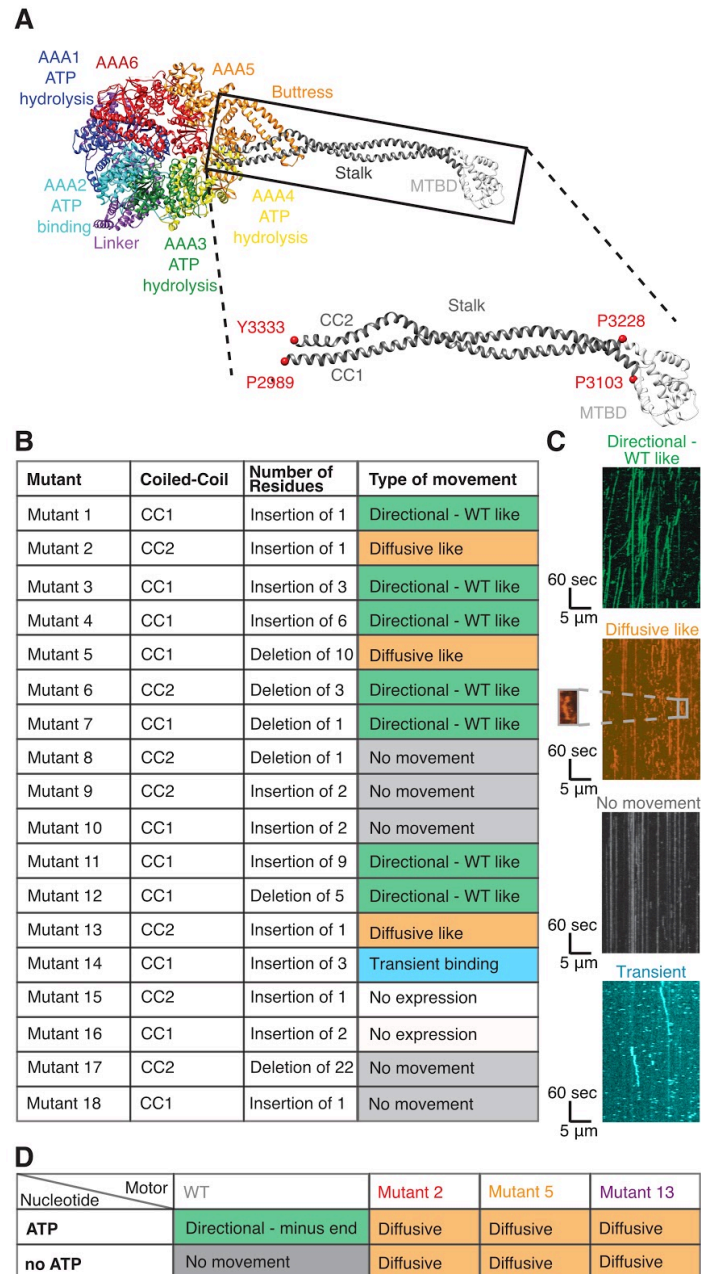 A
AAA1
ATP
hydrolysis
AAA6
AAA5
Buttress
AAA2
ATP
binding
Linker
AAA3
ATP
hydrolysis
AAA4
ATP
hydrolysis
Stalk
MTBD
Y3333
CC2
Stalk
P3228
P2989
CC1
P3103
MTBD
B
Mutant Coiled-Coil Number of Residues Type of movement
Mutant 1 CC1 Insertion of 1 Directional - WT like
Mutant 2 CC2 Insertion of 1 Diffusive like
Mutant 3 CC1 Insertion of 3 Directional - WT like
Mutant 4 CC1 Insertion of 6 Directional - WT like
Mutant 5 CC1 Deletion of 10 Diffusive like
Mutant 6 CC2 Deletion of 3 Directional - WT like
Mutant 7 CC1 Deletion of 1 Directional - WT like
Mutant 8 CC2 Deletion of 1 No movement
Mutant 9 CC2 Insertion of 2 No movement
Mutant 10 CC1 Insertion of 2 No movement
Mutant 11 CC1 Insertion of 9 Directional - WT like
Mutant 12 CC1 Deletion of 5 Directional - WT like
Mutant 13 CC2 Insertion of 1 Diffusive like
Mutant 14 CC1 Insertion of 3 Transient binding
Mutant 15 CC2 Insertion of 1 No expression
Mutant 16 CC1 Insertion of 2 No expression
Mutant 17 CC2 Deletion of 22 No movement
Mutant 18 CC1 Insertion of 1 No movement
C
Directional -
WT like
60 sec
5 µm
Diffusive like
60 sec
5 µm
No movement
60 sec
5 µm
Transient
60 sec
5 µm
D
Motor
Nucleotide
WT Mutant 2 Mutant 5 Mutant 13
ATP Directional - minus end Diffusive Diffusive Diffusive
no ATP No movement Diffusive Diffusive Diffusive